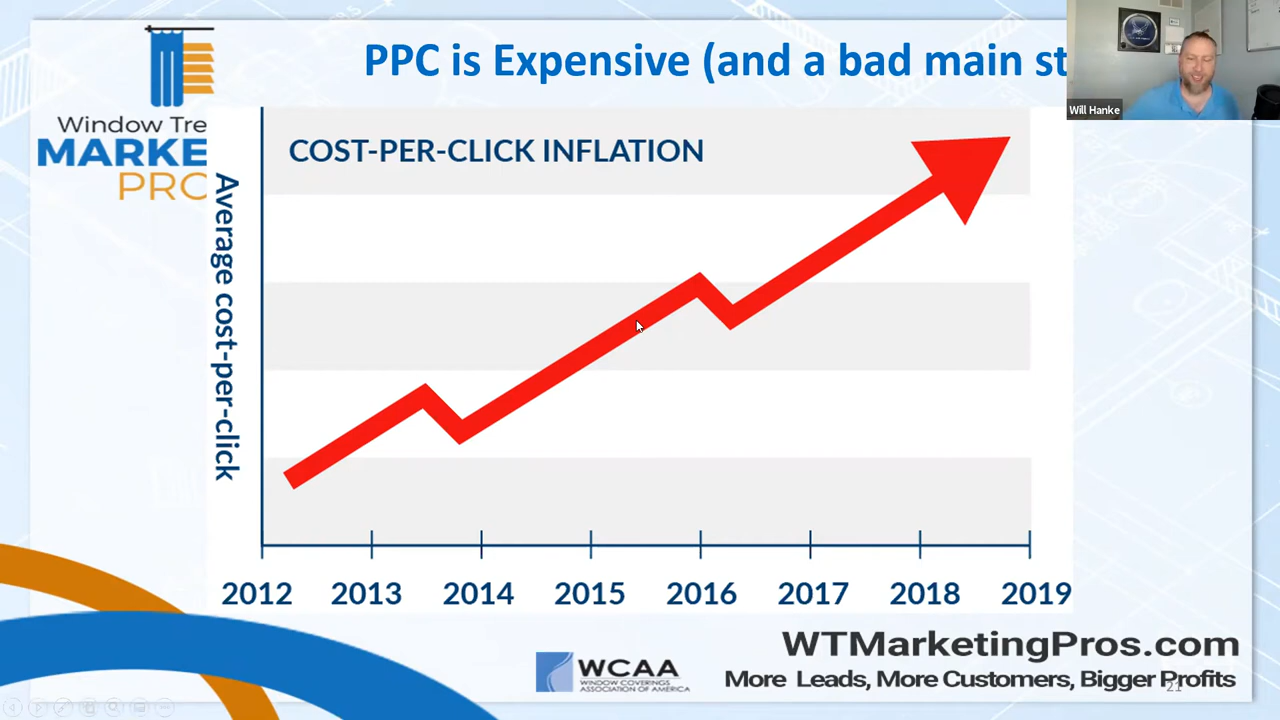 PPC is Expensive (and a bad main st
Will Hanke
Window Tre
MARKE
PRO
COST-PER-CLICK INFLATION
Average cost-per-click
2012 2013 2014 2015 2016 2017 2018 2019
WTMarketingPros.com
WCAA
WINDOW COVERINGS
ASSOCIATION OF AMERICA
More Leads, More Customers, Bigger Profits
21